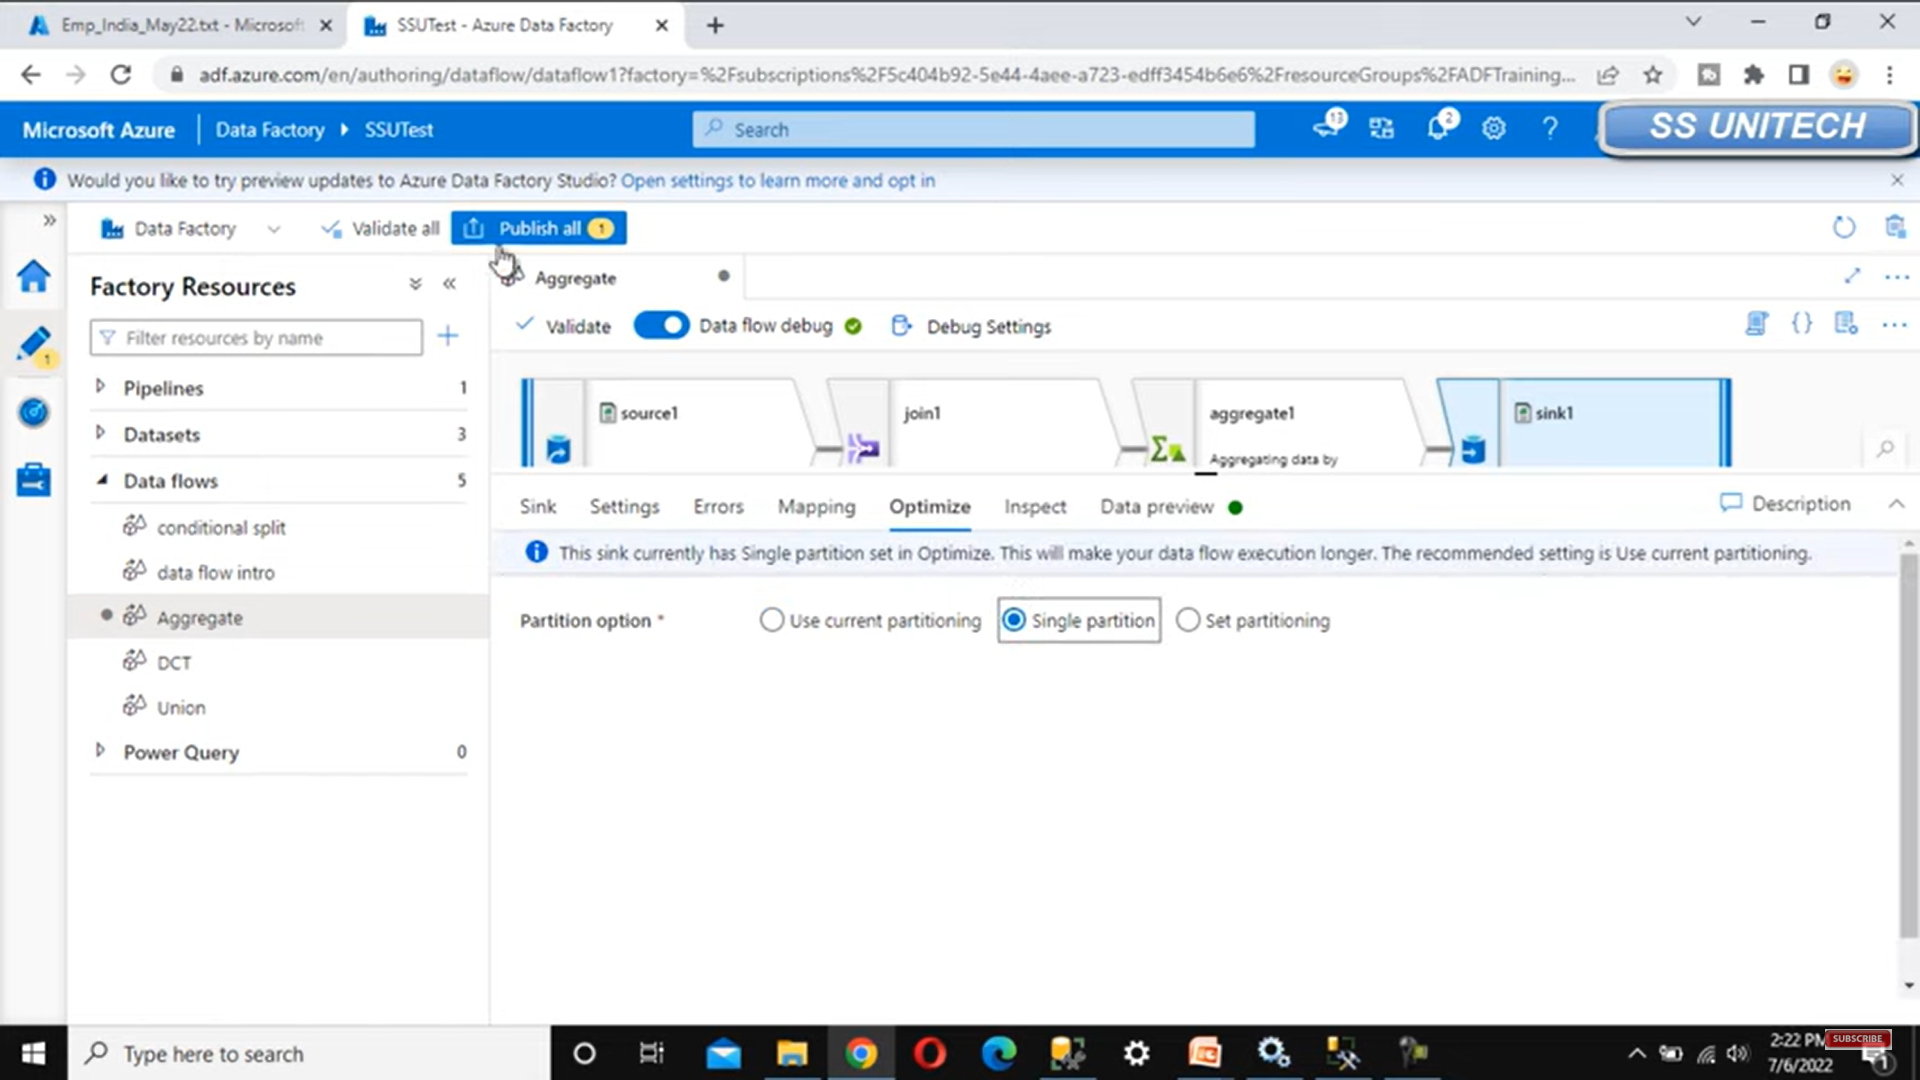 Emp_India_May22.txt - Microsoft
SSUTest - Azure Data Factory
adf.azure.com/en/authoring/dataflow/dataflow1?factory=%2Fsubscriptions%2F5c404b92-5e44-4aee-a723-edff3454b6e6%2FresourceGroups%2FADFTraining...
Microsoft Azure
Data Factory
SSUTest
Search
13
2
SS UNITECH
Would you like to try preview updates to Azure Data Factory Studio? Open settings to learn more and opt in
Data Factory
Validate all
Publish all 1
Factory Resources
Aggregate
Filter resources by name
Validate
Data flow debug
Debug Settings
1
Pipelines 1
Datasets 3
Data flows 5
conditional split
data flow intro
Aggregate
DCT
Union
Power Query 0
source1
join1
aggregate1
Aggregating data by
sink1
Sink
Settings
Errors
Mapping
Optimize
Inspect
Data preview
Description
This sink currently has Single partition set in Optimize. This will make your data flow execution longer. The recommended setting is Use current partitioning.
Partition option *
Use current partitioning
Single partition
Set partitioning
Type here to search
2:22 PM
7/6/2022
SUBSCRIBE
1